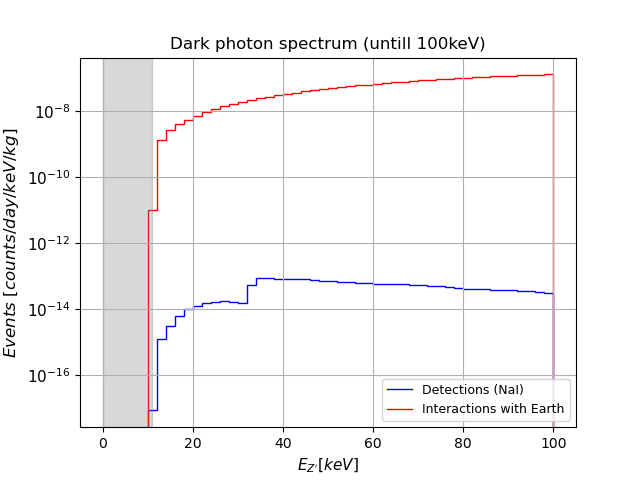 Dark photon spectrum (untill 100keV)
Events [counts/day/keV/kg]
10⁻⁸
10⁻¹⁰
10⁻¹²
10⁻¹⁴
10⁻¹⁶
Detections (NaI)
Interactions with Earth
0 20 40 60 80 100
E_{Z'}[keV]